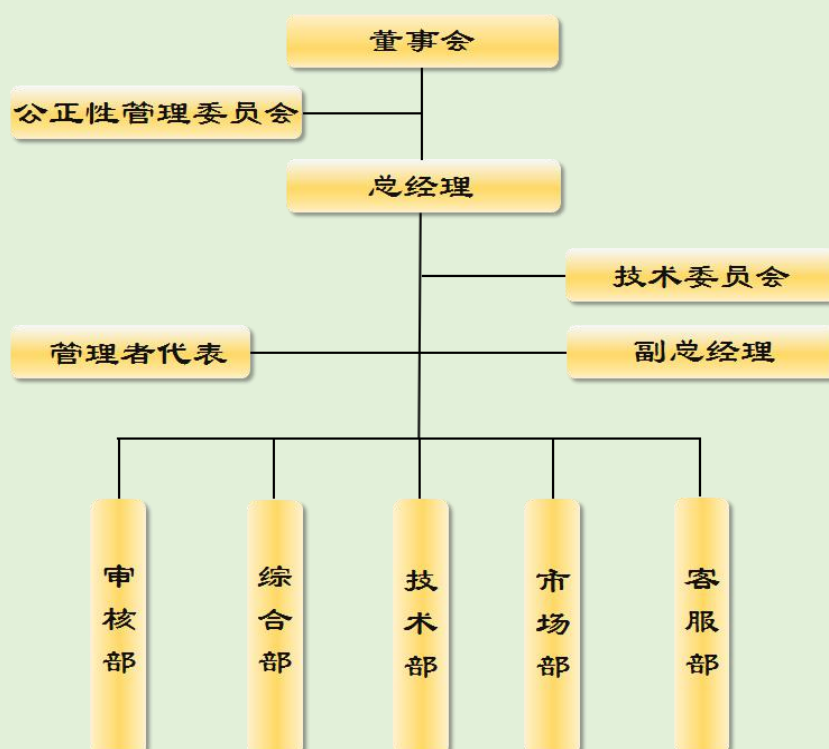 董事会
公正性管理委员会
总经理
技术委员会
管理者代表
副总经理
审核部
综合部
技术部
市场部
客服部